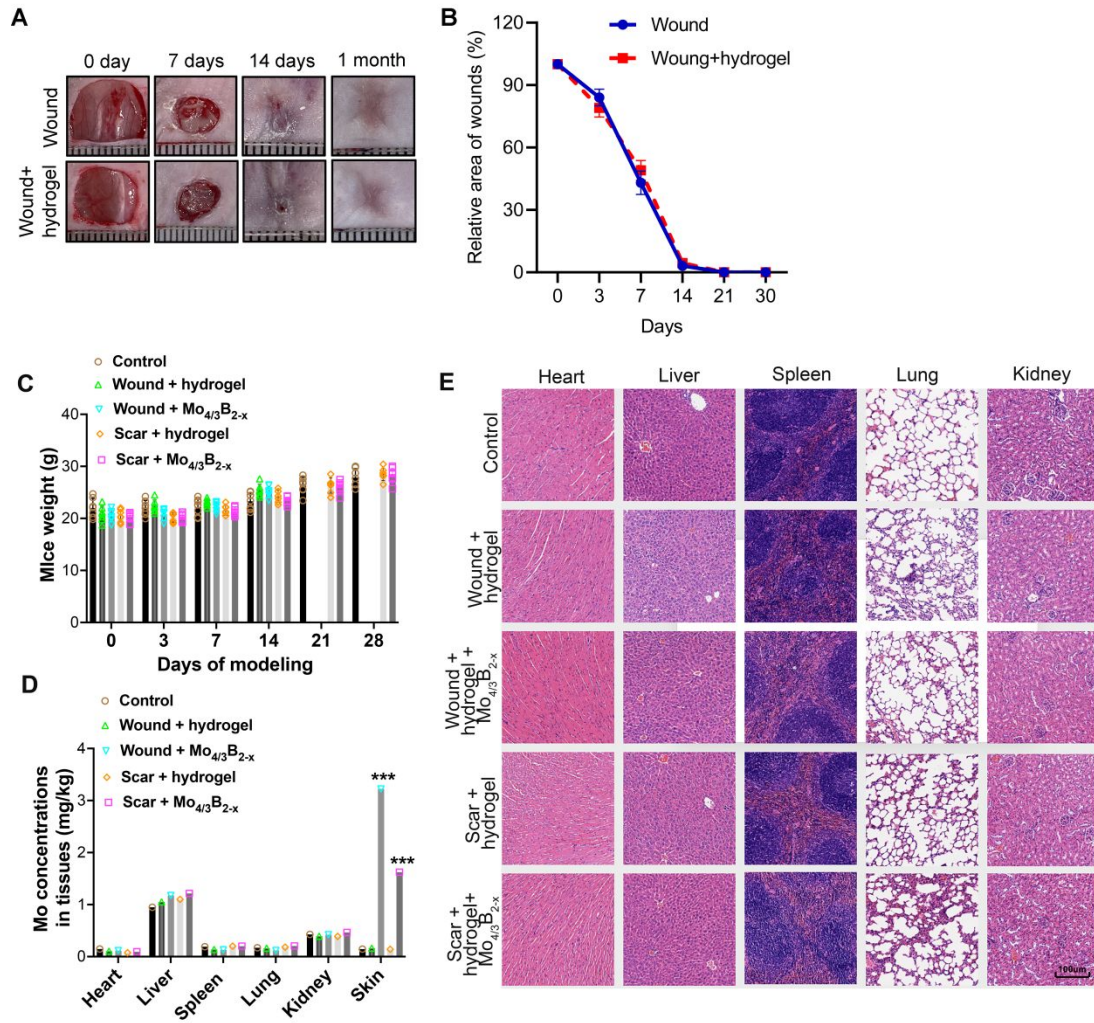 A
0 day 7 days 14 days 1 month
Wound
Wound+
hydrogel
B
Relative area of wounds (%)
120
90
60
30
0
0 3 7 14 21 30
Days
Wound
Woung+hydrogel
C
Control
Wound + hydrogel
Wound + Mo4/3B2-x
Scar + hydrogel
Scar + Mo4/3B2-x
Mice weight (g)
40
30
20
10
0
0 3 7 14 21 28
Days of modeling
D
Control
Wound + hydrogel
Wound + Mo4/3B2-x
Scar + hydrogel
Scar + Mo4/3B2-x
Mo concentrations
in tissues (mg/kg)
4
3
2
1
0
***
***
Heart Liver Spleen Lung Kidney Skin
E
Heart Liver Spleen Lung Kidney
Control
Wound +
hydrogel
Wound +
hydrogel +
Mo4/3B2-x
Scar +
hydrogel
Scar +
hydrogel+
Mo4/3B2-x
100um